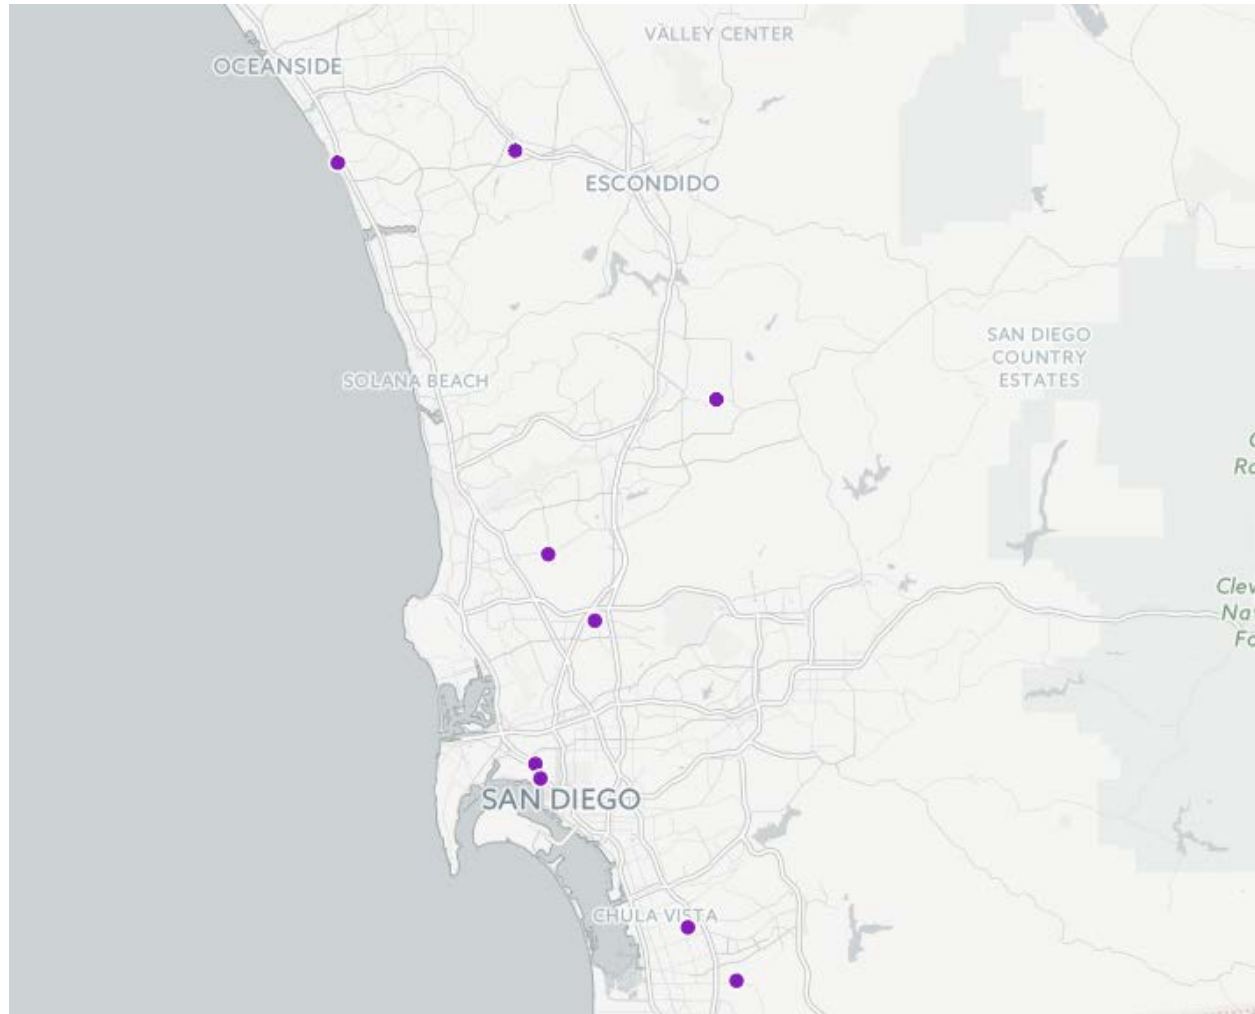 VALLEY CENTER
OCEANSIDE
ESCONDIDO
SAN DIEGO
COUNTRY
ESTATES
SOLANA BEACH
SAN DIEGO
CHULA VISTA